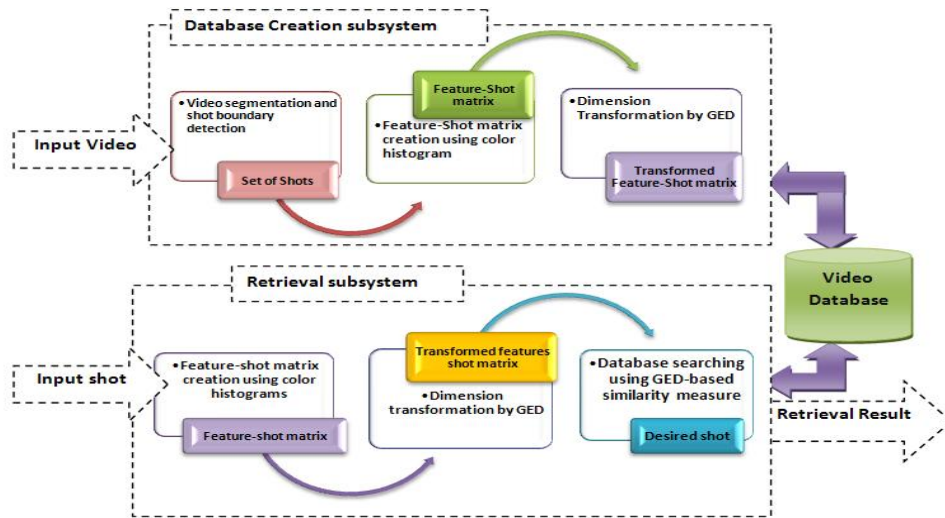 Database Creation subsystem
Input Video
•Video segmentation and
shot boundary
detection
Set of Shots
Feature-Shot
matrix
•Feature-Shot matrix
creation using color
histogram
•Dimension
Transformation by GED
Transformed
Feature-Shot matrix
Video
Database
Retrieval subsystem
Input shot
•Feature-shot matrix
creation using color
histograms
Feature-shot matrix
Transformed features
shot matrix
•Dimension
transformation by GED
•Database searching
using GED-based
similarity measure
Desired shot
Retrieval Result